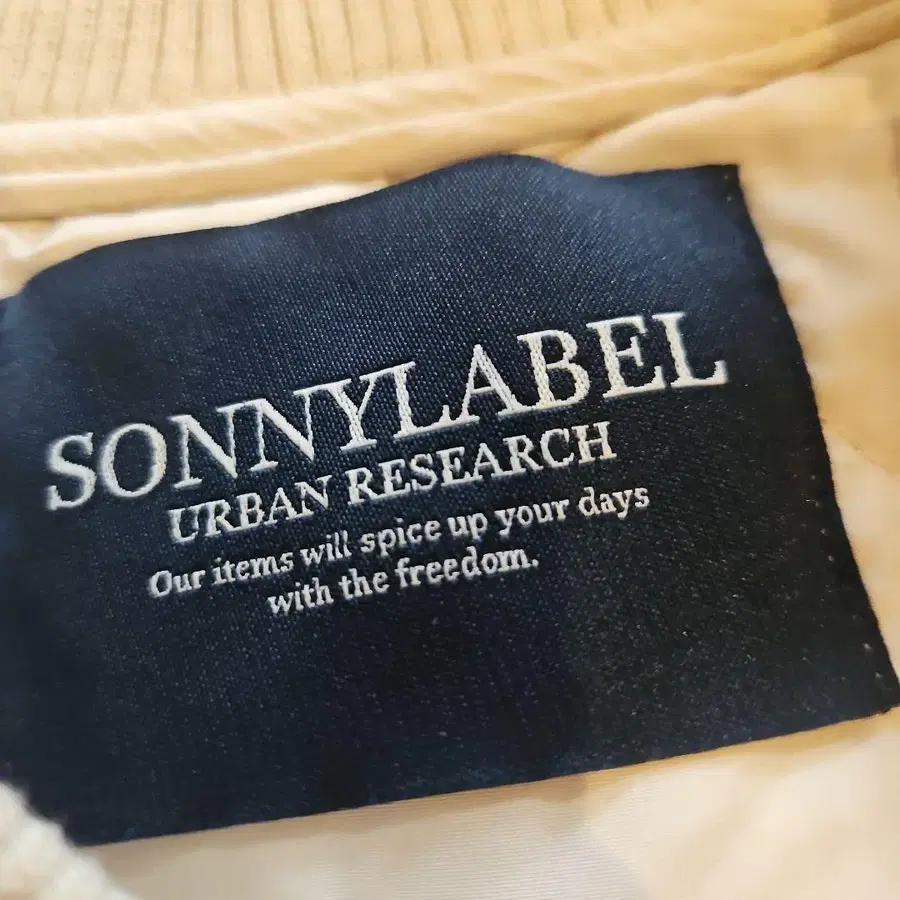 SONNYLABEL
URBAN RESEARCH
Our items will spice up your days
with the freedom.